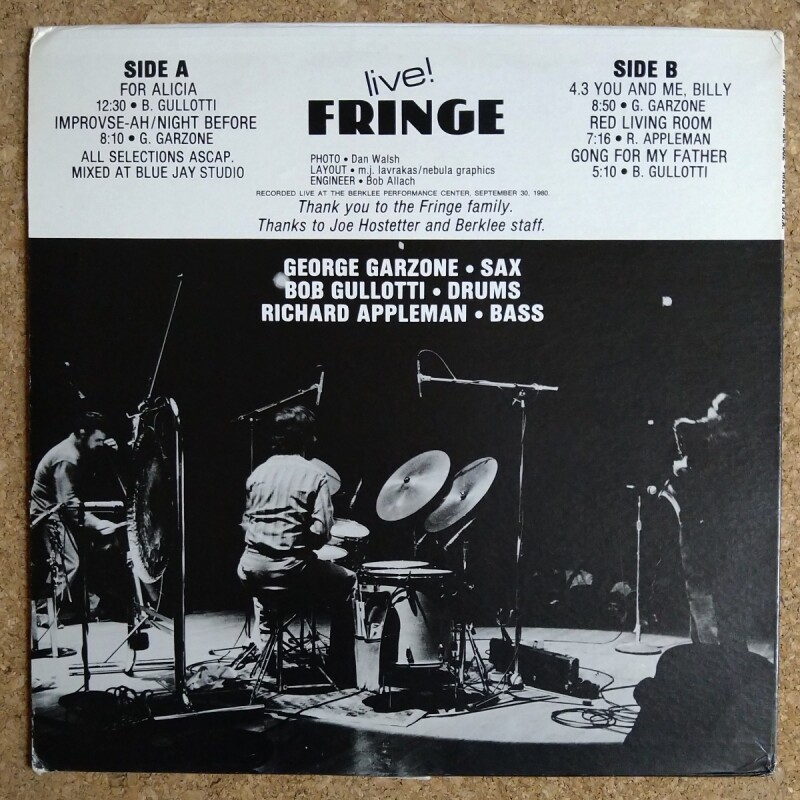 SIDE A
FOR ALICIA
12:30 • B. GULLOTTI
IMPROVSE-AH/NIGHT BEFORE
8:10 • G. GARZONE
ALL SELECTIONS ASCAP.
MIXED AT BLUE JAY STUDIO
live!
FRINGE
PHOTO • Dan Walsh
LAYOUT • m.j. lavrakas/nebula graphics
ENGINEER • Bob Allach
RECORDED LIVE AT THE BERKLEE PERFORMANCE CENTER, SEPTEMBER 30, 1980.
Thank you to the Fringe family.
Thanks to Joe Hostetter and Berklee staff.
SIDE B
4.3 YOU AND ME, BILLY
8:50 • G. GARZONE
RED LIVING ROOM
7:16 • R. APPLEMAN
GONG FOR MY FATHER
5:10 • B. GULLOTTI
GEORGE GARZONE • SAX
BOB GULLOTTI • DRUMS
RICHARD APPLEMAN • BASS